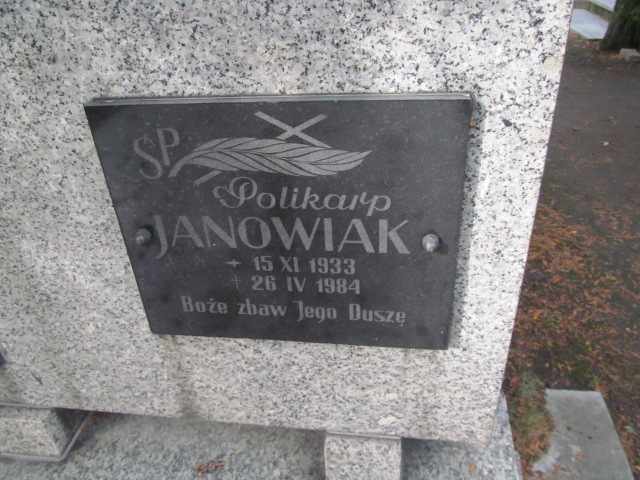 SP
Polikarp
JANOWIAK
15 XI 1933
26 IV 1984
Boże zbaw Jego Duszę